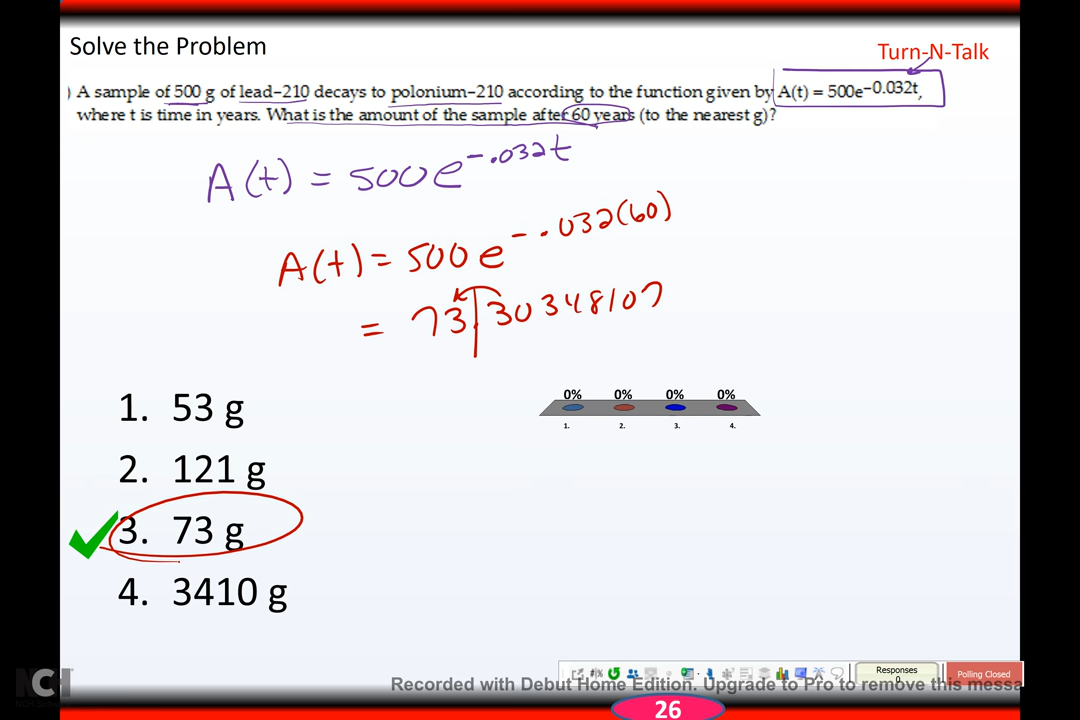 Solve the Problem
Turn-N-Talk
) A sample of 500 g of lead-210 decays to polonium-210 according to the function given by A(t) = 500e^-0.032t,
where t is time in years. What is the amount of the sample after 60 years (to the nearest g)?
A(t) = 500e^-.032t
A(t) = 500e^-.032(60)
= 73.30348107
1. 53 g
2. 121 g
3. 73 g
4. 3410 g
0% 0% 0% 0%
1. 2. 3. 4.
Responses
0
Polling Closed
NCH
Recorded with Debut Home Edition. Upgrade to Pro to remove this messa
26